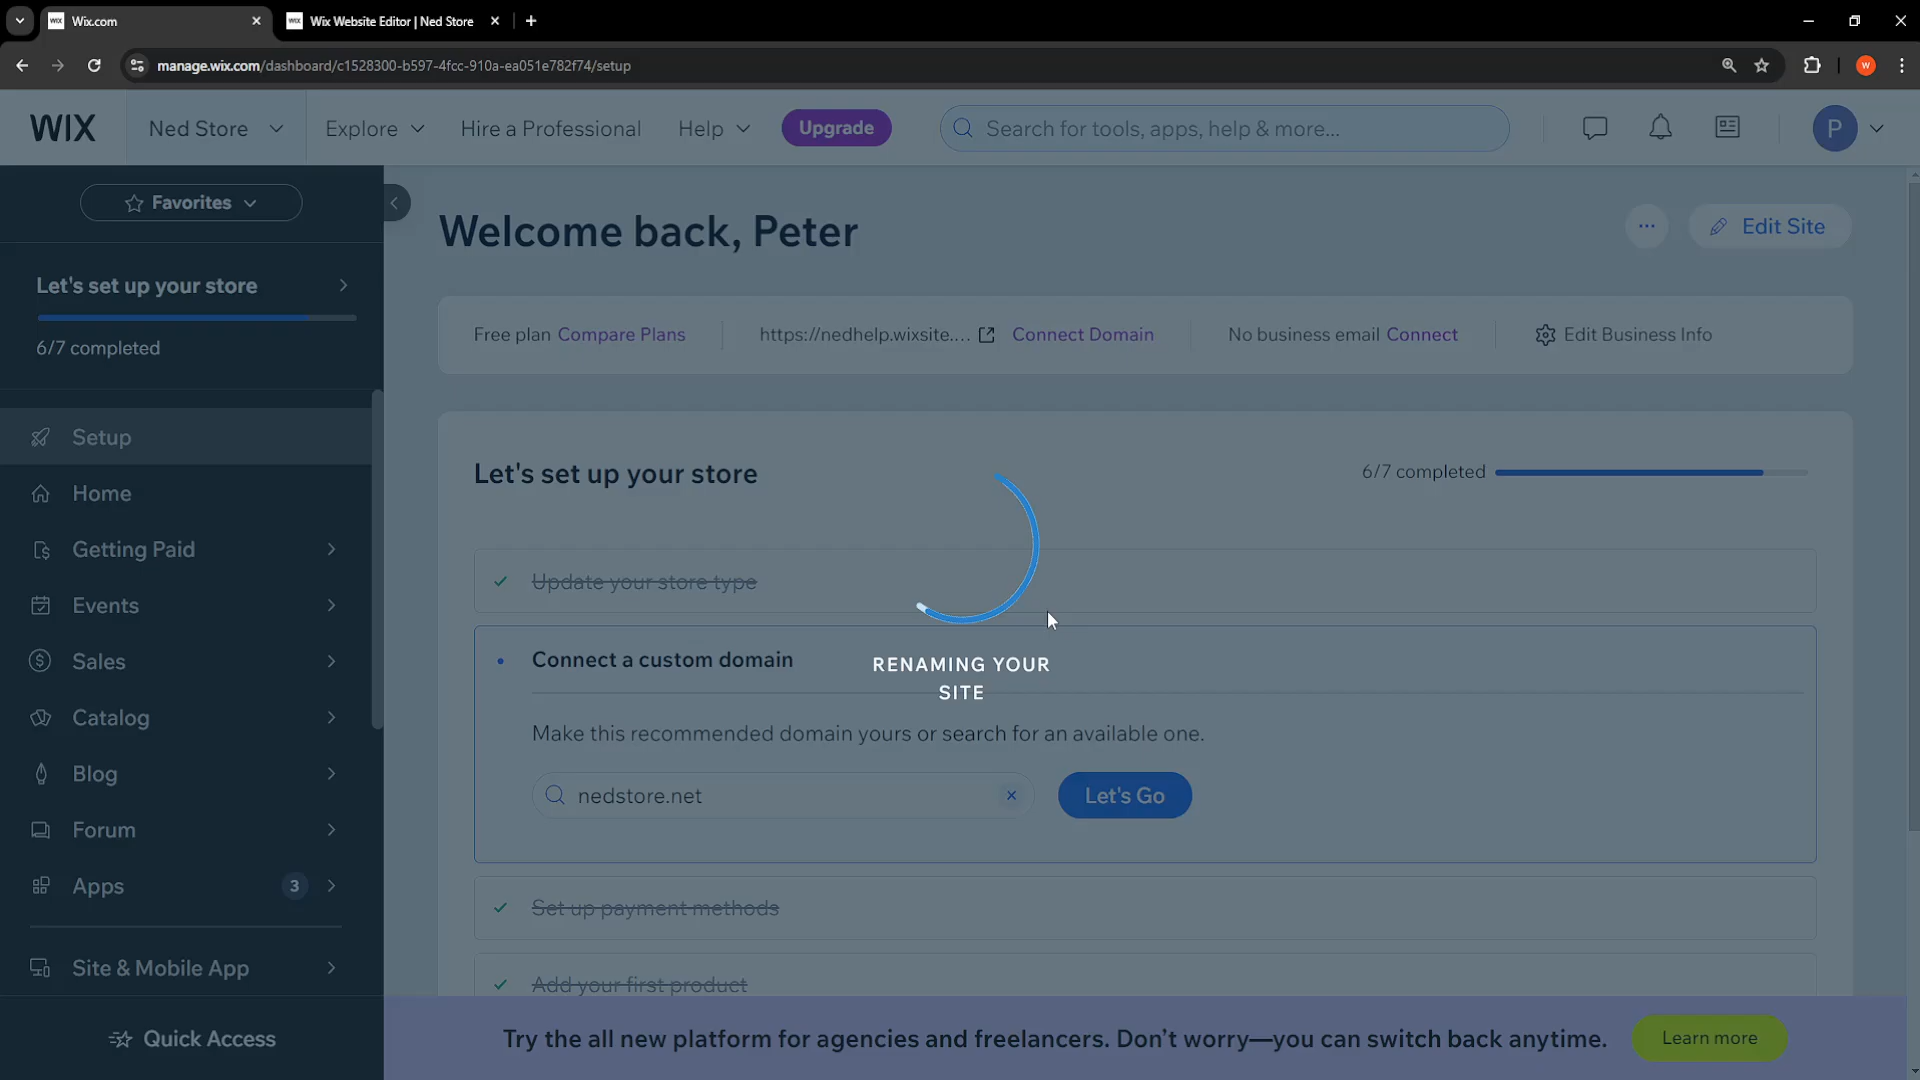 Wix.com
Wix Website Editor | Ned Store
manage.wix.com/dashboard/c1528300-b597-4fcc-910a-ea051e782f74/setup
W
WIX
Ned Store
Explore
Hire a Professional
Help
Upgrade
Search for tools, apps, help & more...
P
Favorites
Let's set up your store
6/7 completed
Setup
Home
Getting Paid
Events
Sales
Catalog
Blog
Forum
Apps 3
Site & Mobile App
Quick Access
Welcome back, Peter
... Edit Site
Free plan Compare Plans
https://nedhelp.wixsite.... Connect Domain
No business email Connect
Edit Business Info
Let's set up your store
6/7 completed
Update your store type
Connect a custom domain
RENAMING YOUR
SITE
Make this recommended domain yours or search for an available one.
nedstore.net
Let's Go
Set up payment methods
Add your first product
Try the all new platform for agencies and freelancers. Don’t worry—you can switch back anytime.
Learn more